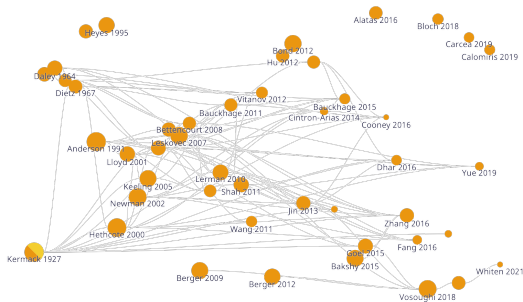 Alatas 2016
Bloch 2018
Heyes 1995
Carcea 2019
Bond 2012
Calomiris 2019
Hu 2012
Daley 1964
Dietz 1967
Vitanov 2012
Bauckhage 2015
Bauckhage 2011
Cintron-Arias 2014
Cooney 2016
Bettencourt 2008
Leskovec 2007
Anderson 1991
Lloyd 2001
Dhar 2016
Yue 2019
Lerman 2010
Keeling 2005
Shah 2011
Newman 2002
Jin 2013
Zhang 2016
Wang 2011
Hethcote 2000
Fang 2016
Goel 2015
Kermack 1927
Bakshy 2015
Whiten 2021
Berger 2009
Berger 2012
Vosoughi 2018